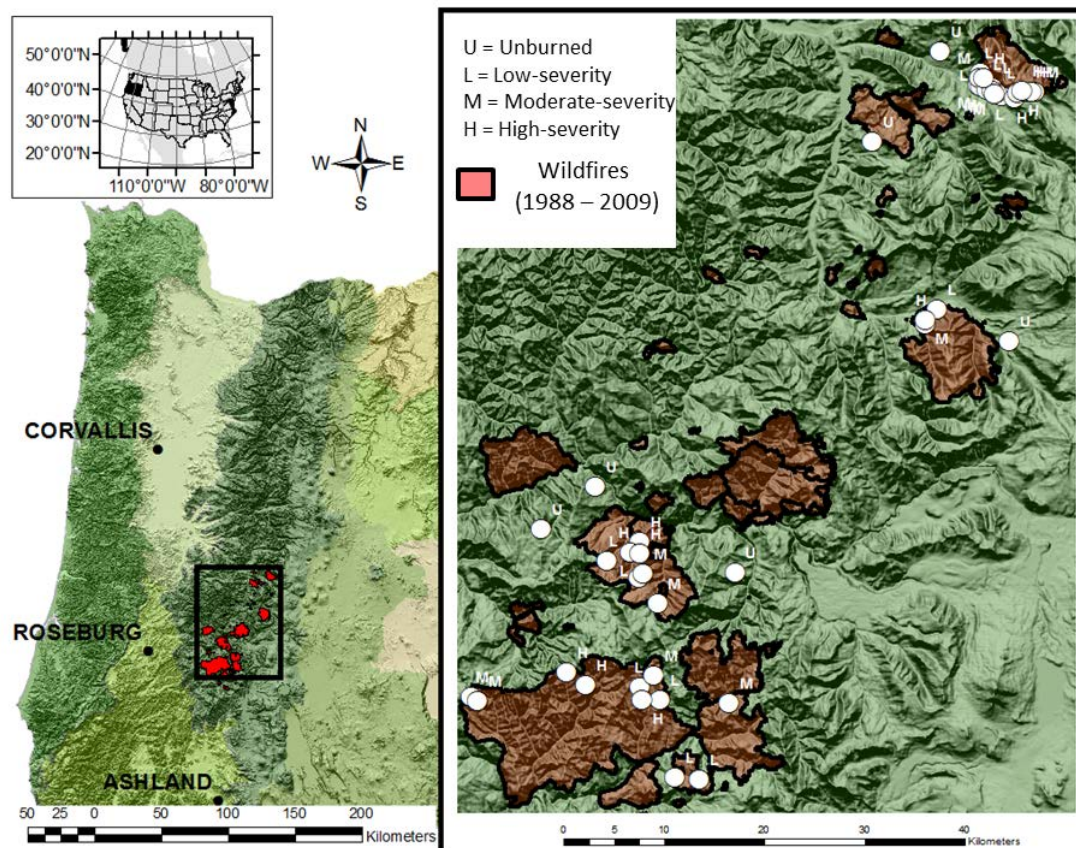 50°0'0"N
40°0'0"N
30°0'0"N
20°0'0"N
110°0'0"W 80°0'0"W
N
W E
S
U = Unburned
L = Low-severity
M = Moderate-severity
H = High-severity
Wildfires
(1988 – 2009)
CORVALLIS
ROSEBURG
ASHLAND
50 25 0 50 100 150 200
Kilometers
U
M
L
L
H
L
L
L
M
H
L
H
U
L
H
M
U
U
U
H
H
H
L
M
L
M
U
H
H
L
M
L
M
M
M
H
L
L
0 5 10 20 30 40
Kilometers